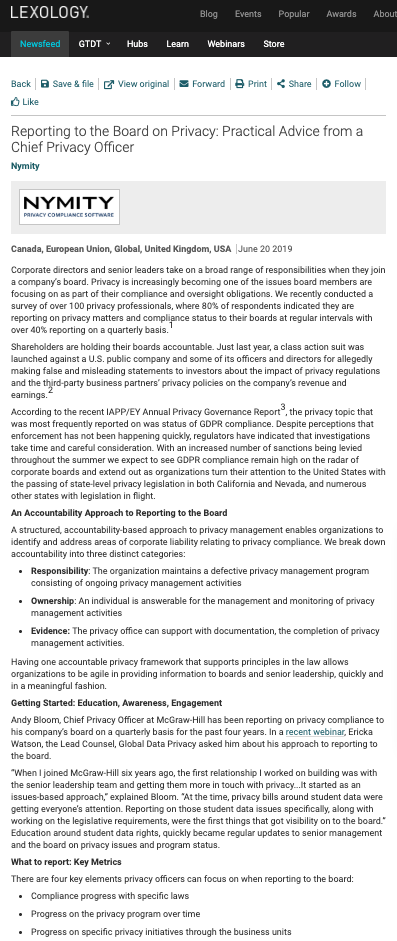 LEXOLOGY.
Blog Events Popular Awards About
Newsfeed GTDT Hubs Learn Webinars Store
Back Save & file View original Forward Print Share Follow
Like
Reporting to the Board on Privacy: Practical Advice from a
Chief Privacy Officer
Nymity
NYMITY
PRIVACY COMPLIANCE SOFTWARE
Canada, European Union, Global, United Kingdom, USA June 20 2019
Corporate directors and senior leaders take on a broad range of responsibilities when they join
a company's board. Privacy is increasingly becoming one of the issues board members are
focusing on as part of their compliance and oversight obligations. We recently conducted a
survey of over 100 privacy professionals, where 80% of respondents indicated they are
reporting on privacy matters and compliance status to their boards at regular intervals with
over 40% reporting on a quarterly basis.1
Shareholders are holding their boards accountable. Just last year, a class action suit was
launched against a U.S. public company and some of its officers and directors for allegedly
making false and misleading statements to investors about the impact of privacy regulations
and the third-party business partners' privacy policies on the company's revenue and
earnings.2
According to the recent IAPP/EY Annual Privacy Governance Report3, the privacy topic that
was most frequently reported on was status of GDPR compliance. Despite perceptions that
enforcement has not been happening quickly, regulators have indicated that investigations
take time and careful consideration. With an increased number of sanctions being levied
throughout the summer we expect to see GDPR compliance remain high on the radar of
corporate boards and extend out as organizations turn their attention to the United States with
the passing of state-level privacy legislation in both California and Nevada, and numerous
other states with legislation in flight.
An Accountability Approach to Reporting to the Board
A structured, accountability-based approach to privacy management enables organizations to
identify and address areas of corporate liability relating to privacy compliance. We break down
accountability into three distinct categories:
• Responsibility: The organization maintains a defective privacy management program
consisting of ongoing privacy management activities
• Ownership: An individual is answerable for the management and monitoring of privacy
management activities
• Evidence: The privacy office can support with documentation, the completion of privacy
management activities.
Having one accountable privacy framework that supports principles in the law allows
organizations to be agile in providing information to boards and senior leadership, quickly and
in a meaningful fashion.
Getting Started: Education, Awareness, Engagement
Andy Bloom, Chief Privacy Officer at McGraw-Hill has been reporting on privacy compliance to
his company's board on a quarterly basis for the past four years. In a recent webinar, Ericka
Watson, the Lead Counsel, Global Data Privacy asked him about his approach to reporting to
the board.
"When I joined McGraw-Hill six years ago, the first relationship I worked on building was with
the senior leadership team and getting them more in touch with privacy...It started as an
issues-based approach," explained Bloom. "At the time, privacy bills around student data were
getting everyone's attention. Reporting on those student data issues specifically, along with
working on the legislative requirements, were the first things that got visibility on to the board."
Education around student data rights, quickly became regular updates to senior management
and the board on privacy issues and program status.
What to report: Key Metrics
There are four key elements privacy officers can focus on when reporting to the board:
• Compliance progress with specific laws
• Progress on the privacy program over time
• Progress on specific privacy initiatives through the business units